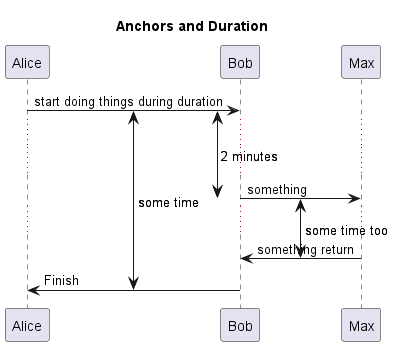 Anchors and Duration
Alice Bob Max
start doing things during duration
2 minutes
something
some time
some time too
something return
Finish
Alice Bob Max